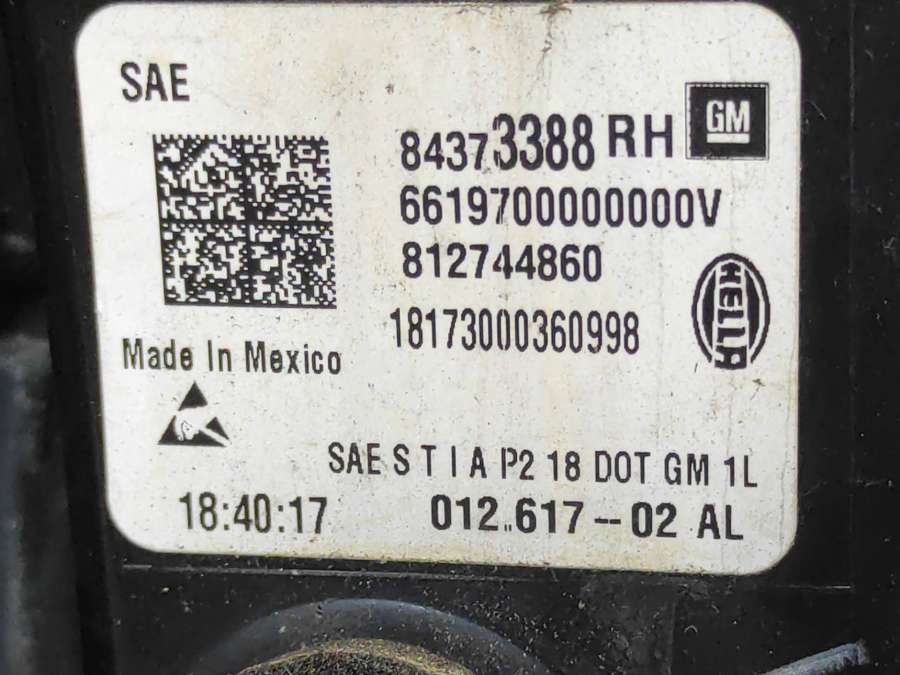 SAE
84373388 RH GM
6619700000000V
812744860
HELLA
18173000360998
Made In Mexico
SAE S T I A P2 18 DOT GM 1L
18:40:17
012.617--02 AL